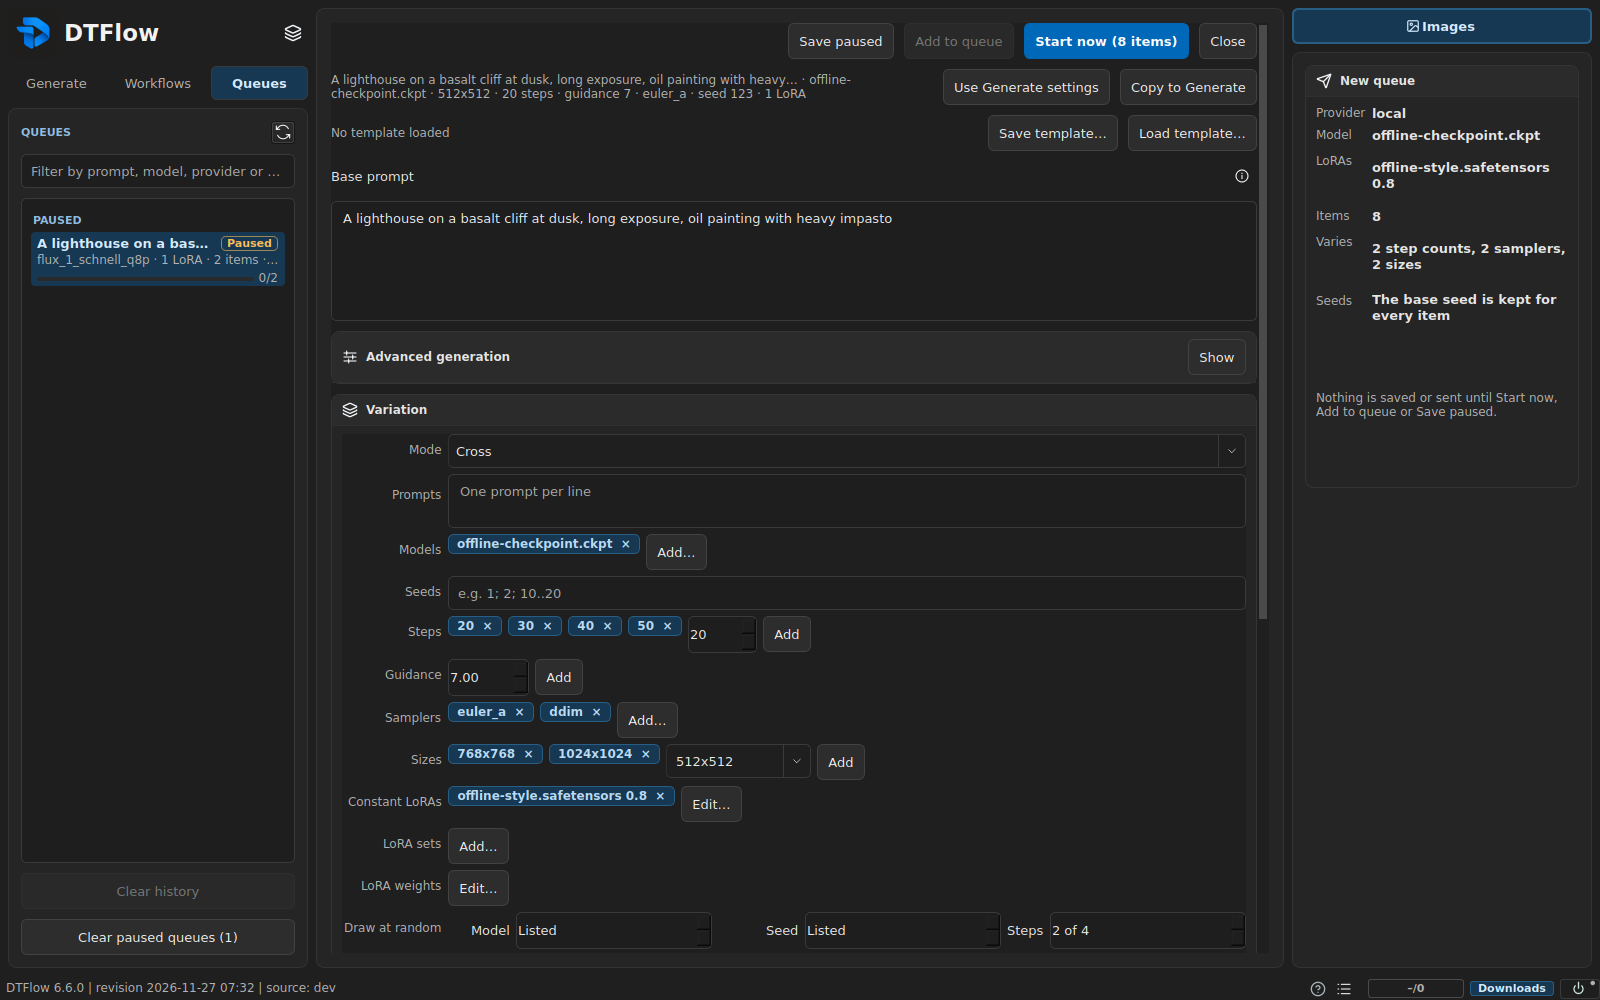 DTFlow
Generate
Workflows
Queues
QUEUES
Filter by prompt, model, provider or ...
PAUSED
A lighthouse on a bas... Paused
flux_1_schnell_q8p · 1 LoRA · 2 items ·...
0/2
Clear history
Clear paused queues (1)
Save paused
Add to queue
Start now (8 items)
Close
A lighthouse on a basalt cliff at dusk, long exposure, oil painting with heavy... · offline-
checkpoint.ckpt · 512x512 · 20 steps · guidance 7 · euler_a · seed 123 · 1 LoRA
Use Generate settings
Copy to Generate
No template loaded
Save template...
Load template...
Base prompt
A lighthouse on a basalt cliff at dusk, long exposure, oil painting with heavy impasto
Advanced generation
Show
Variation
Mode
Cross
Prompts
One prompt per line
Models
offline-checkpoint.ckpt ×
Add...
Seeds
e.g. 1; 2; 10..20
Steps
20 ×
30 ×
40 ×
50 ×
20
Add
Guidance
7.00
Add
Samplers
euler_a ×
ddim ×
Add...
Sizes
768x768 ×
1024x1024 ×
512x512
Add
Constant LoRAs
offline-style.safetensors 0.8 ×
Edit...
LoRA sets
Add...
LoRA weights
Edit...
Draw at random
Model
Listed
Seed
Listed
Steps
2 of 4
Images
New queue
Provider local
Model offline-checkpoint.ckpt
LoRAs offline-style.safetensors
0.8
Items 8
Varies 2 step counts, 2 samplers,
2 sizes
Seeds The base seed is kept for
every item
Nothing is saved or sent until Start now,
Add to queue or Save paused.
DTFlow 6.6.0 | revision 2026-11-27 07:32 | source: dev
-/0
Downloads